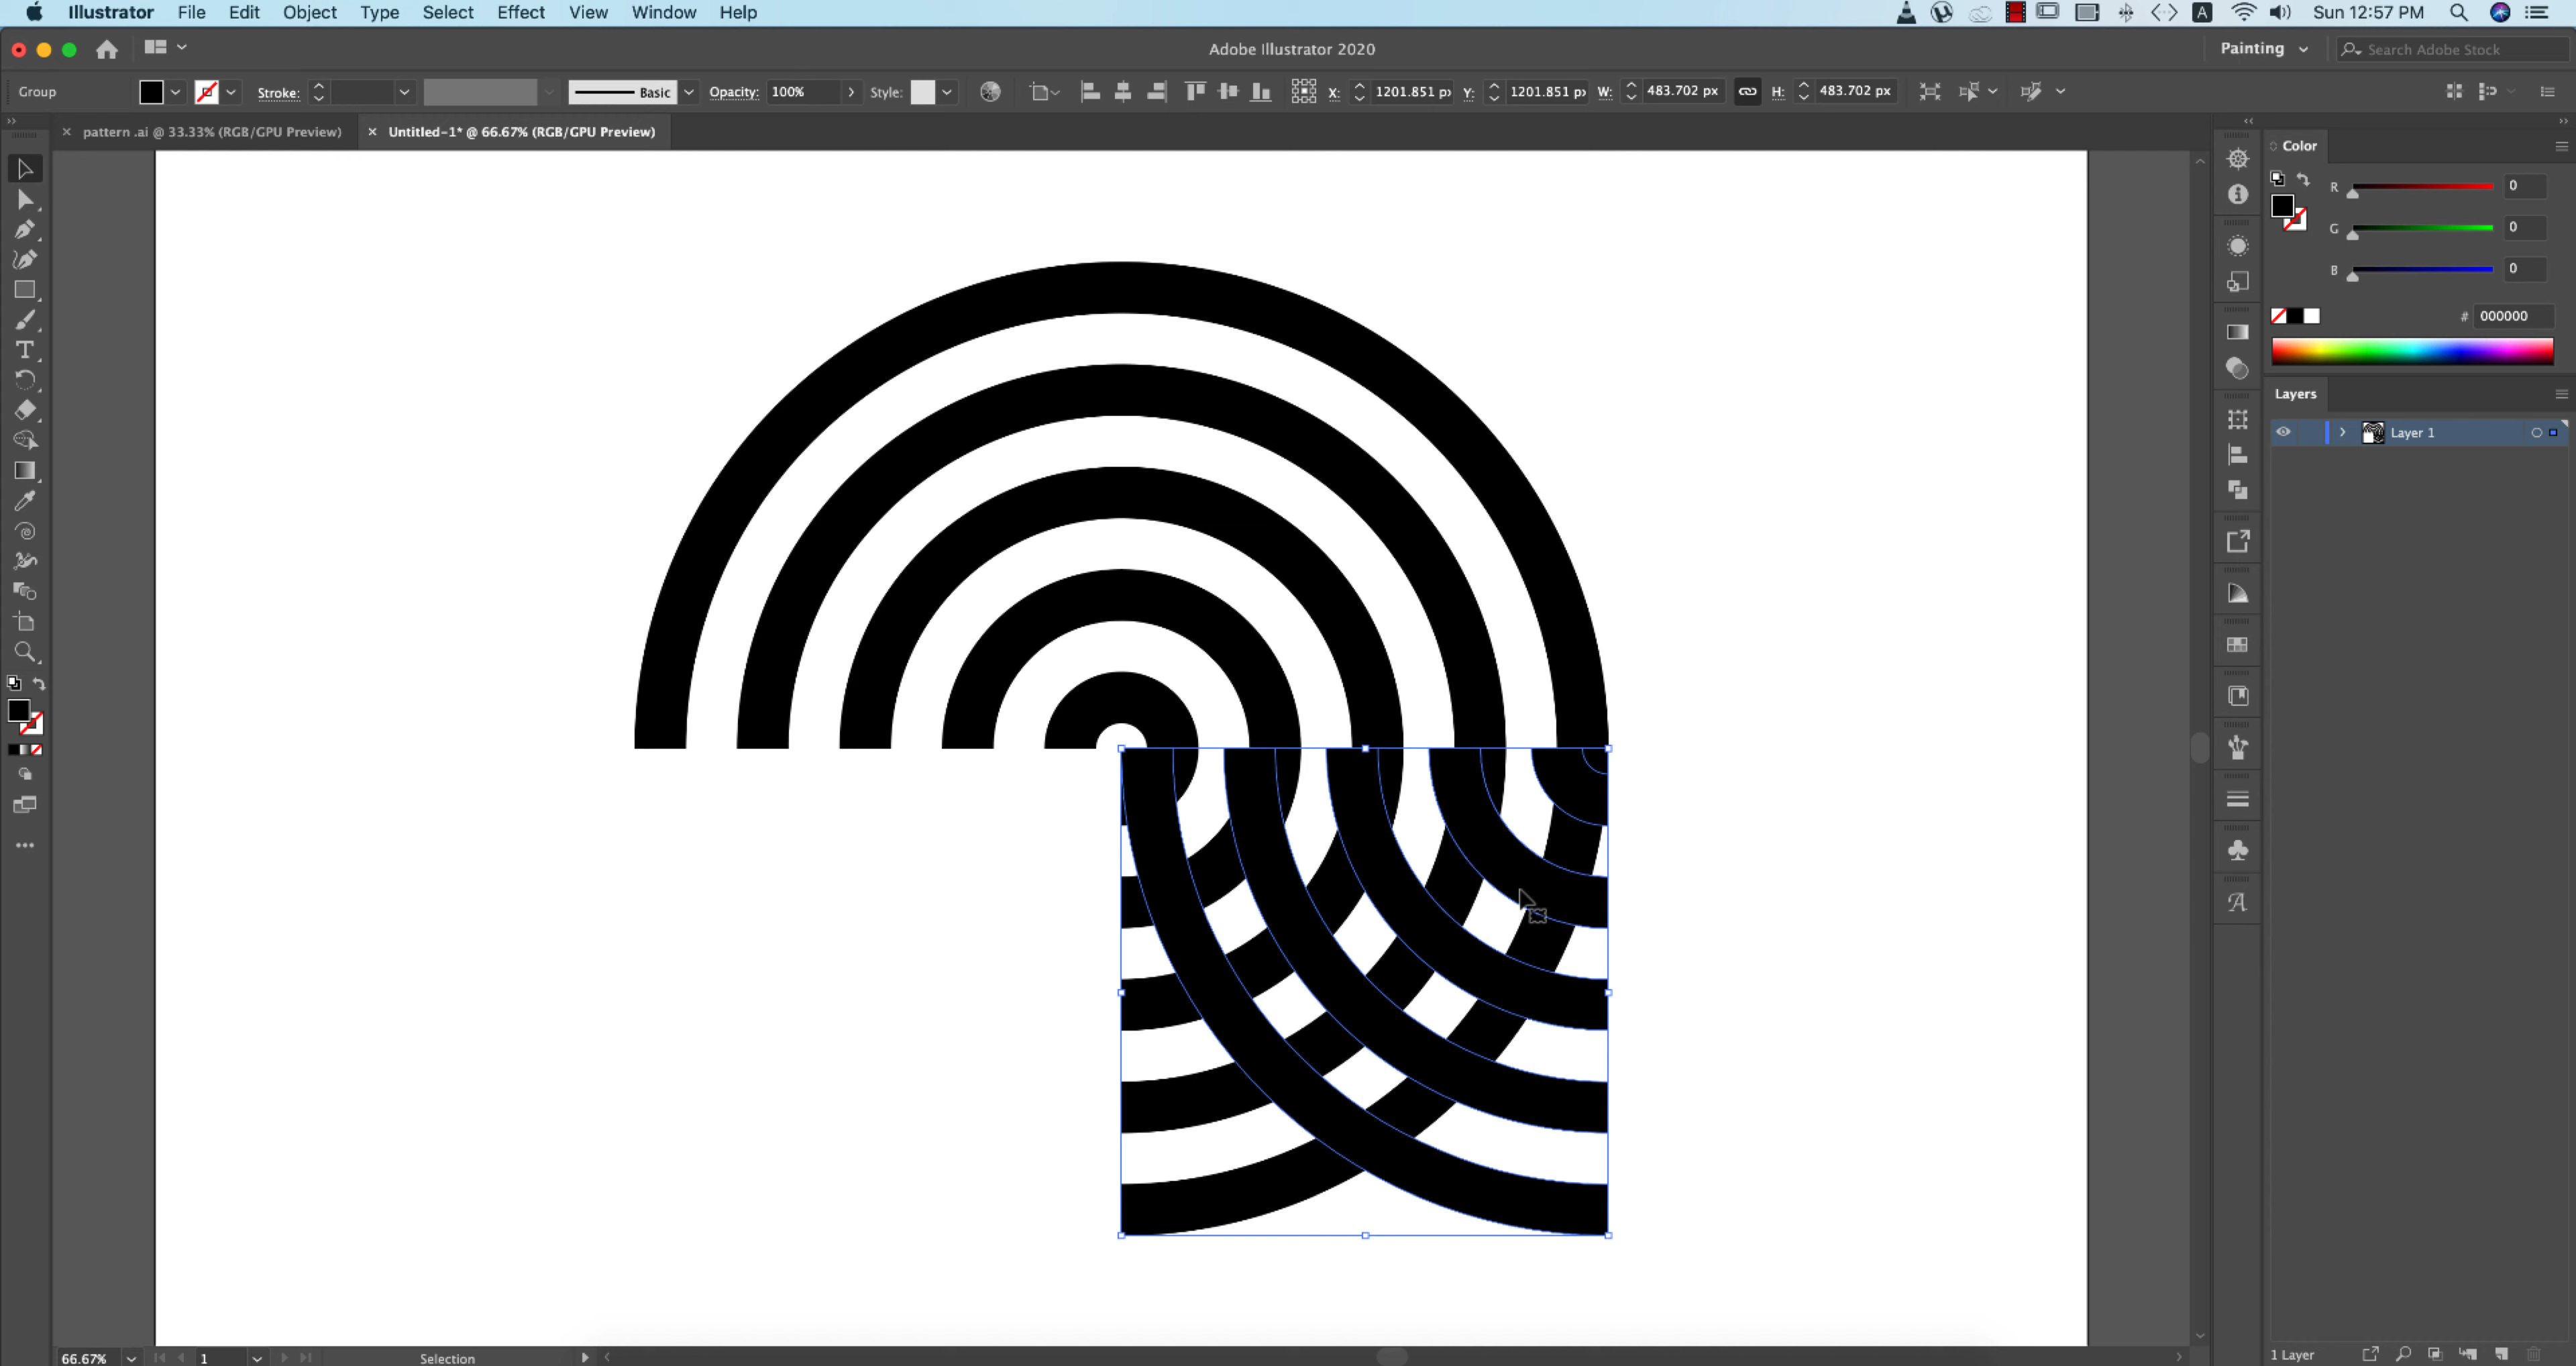 Illustrator File Edit Object Type Select Effect View Window Help A Sun 12:57 PM
Adobe Illustrator 2020 Painting Search Adobe Stock
Group Stroke: Basic Opacity: 100% Style: X: 1201.851 p Y: 1201.851 p W: 483.702 px H: 483.702 px
pattern .ai @ 33.33% (RGB/GPU Preview) Untitled-1* @ 66.67% (RGB/GPU Preview)
Color
R 0
G 0
B 0
# 000000
Layers
Layer 1
66.67% 1 Selection 1 Layer